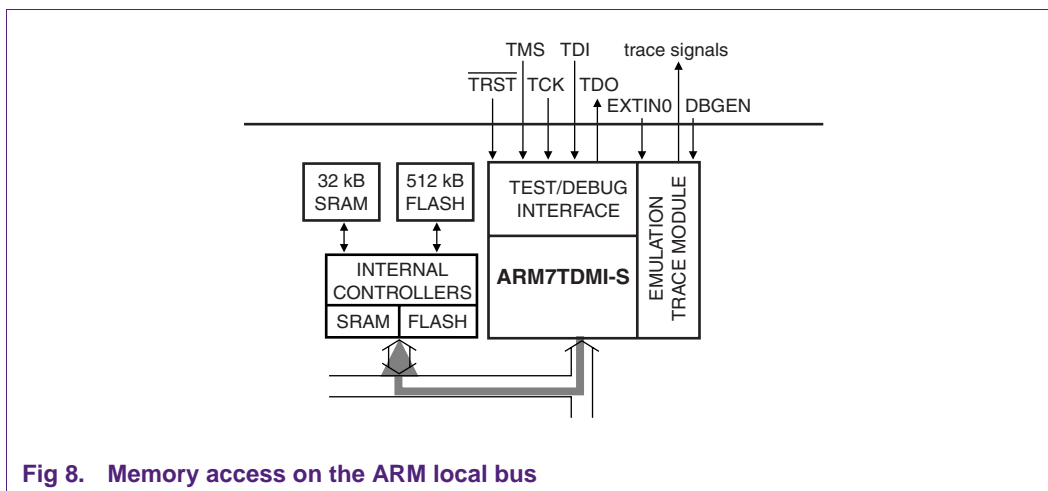 TMS TDI trace signals
TRST TCK TDO
EXTIN0 DBGEN
32 kB
SRAM
512 kB
FLASH
TEST/DEBUG
INTERFACE
EMULATION
TRACE MODULE
INTERNAL
CONTROLLERS
SRAM FLASH
ARM7TDMI-S
Fig 8. Memory access on the ARM local bus